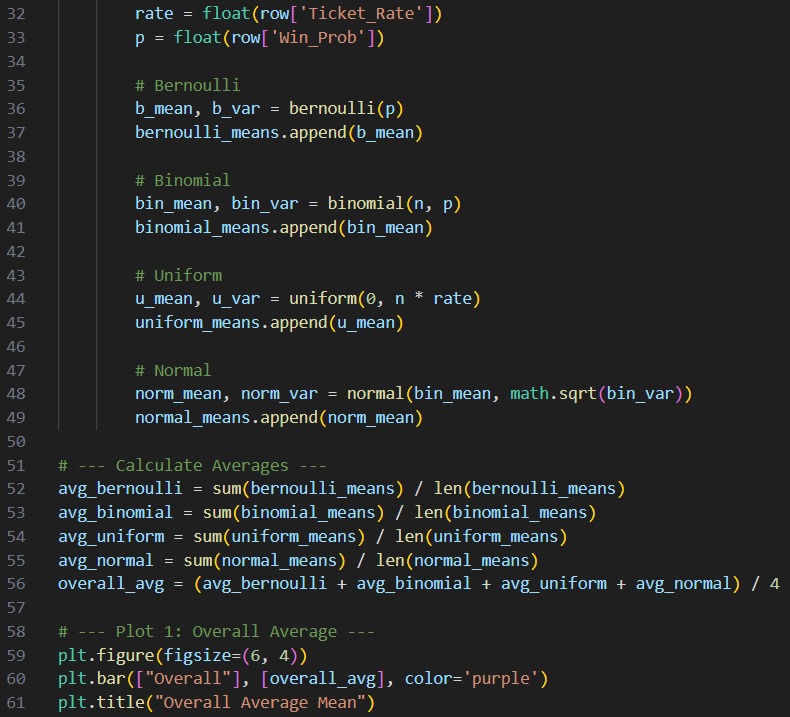 32 rate = float(row['Ticket_Rate'])
33 p = float(row['Win_Prob'])
34
35 # Bernoulli
36 b_mean, b_var = bernoulli(p)
37 bernoulli_means.append(b_mean)
38
39 # Binomial
40 bin_mean, bin_var = binomial(n, p)
41 binomial_means.append(bin_mean)
42
43 # Uniform
44 u_mean, u_var = uniform(0, n * rate)
45 uniform_means.append(u_mean)
46
47 # Normal
48 norm_mean, norm_var = normal(bin_mean, math.sqrt(bin_var))
49 normal_means.append(norm_mean)
50
51 # --- Calculate Averages ---
52 avg_bernoulli = sum(bernoulli_means) / len(bernoulli_means)
53 avg_binomial = sum(binomial_means) / len(binomial_means)
54 avg_uniform = sum(uniform_means) / len(uniform_means)
55 avg_normal = sum(normal_means) / len(normal_means)
56 overall_avg = (avg_bernoulli + avg_binomial + avg_uniform + avg_normal) / 4
57
58 # --- Plot 1: Overall Average ---
59 plt.figure(figsize=(6, 4))
60 plt.bar(["Overall"], [overall_avg], color='purple')
61 plt.title("Overall Average Mean")